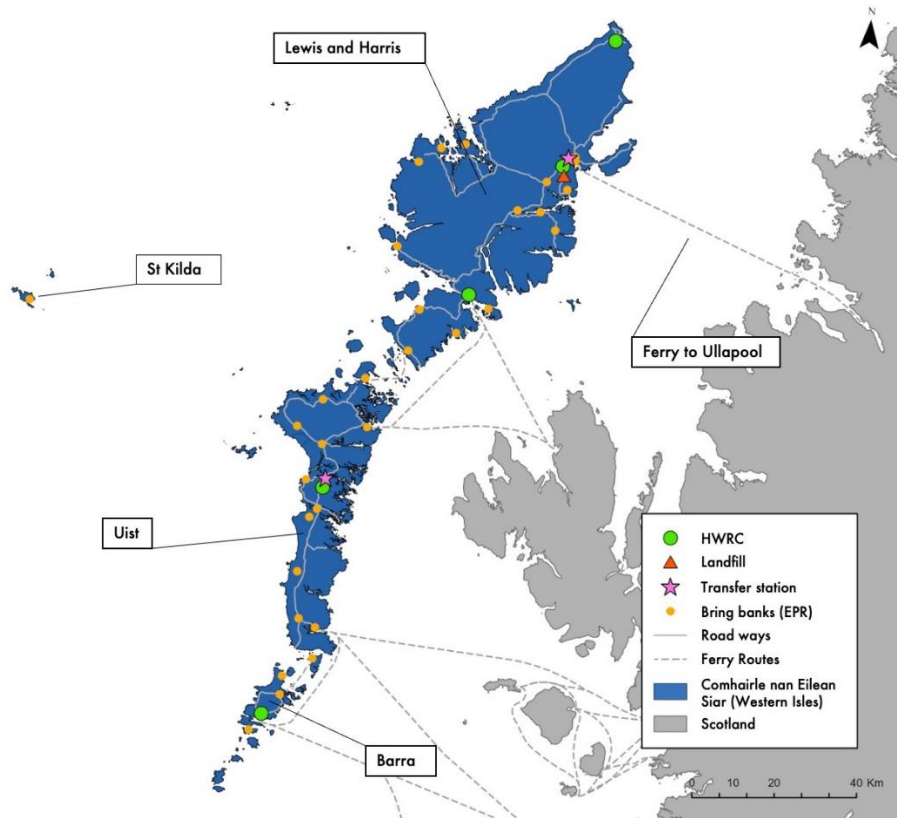 N
Lewis and Harris
St Kilda
Ferry to Ullapool
Uist
Barra
HWRC
Landfill
Transfer station
Bring banks (EPR)
Road ways
Ferry Routes
Comhairle nan Eilean
Siar (Western Isles)
Scotland
0 10 20 40 Km